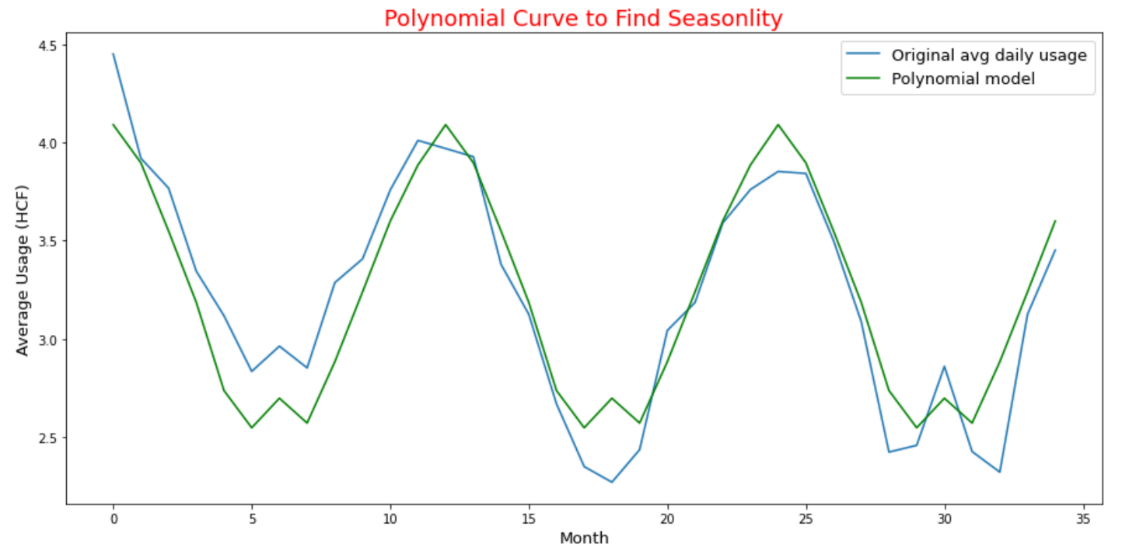 Polynomial Curve to Find Seasonlity
Original avg daily usage
Polynomial model
Average Usage (HCF)
4.5
4.0
3.5
3.0
2.5
0 5 10 15 20 25 30 35
Month